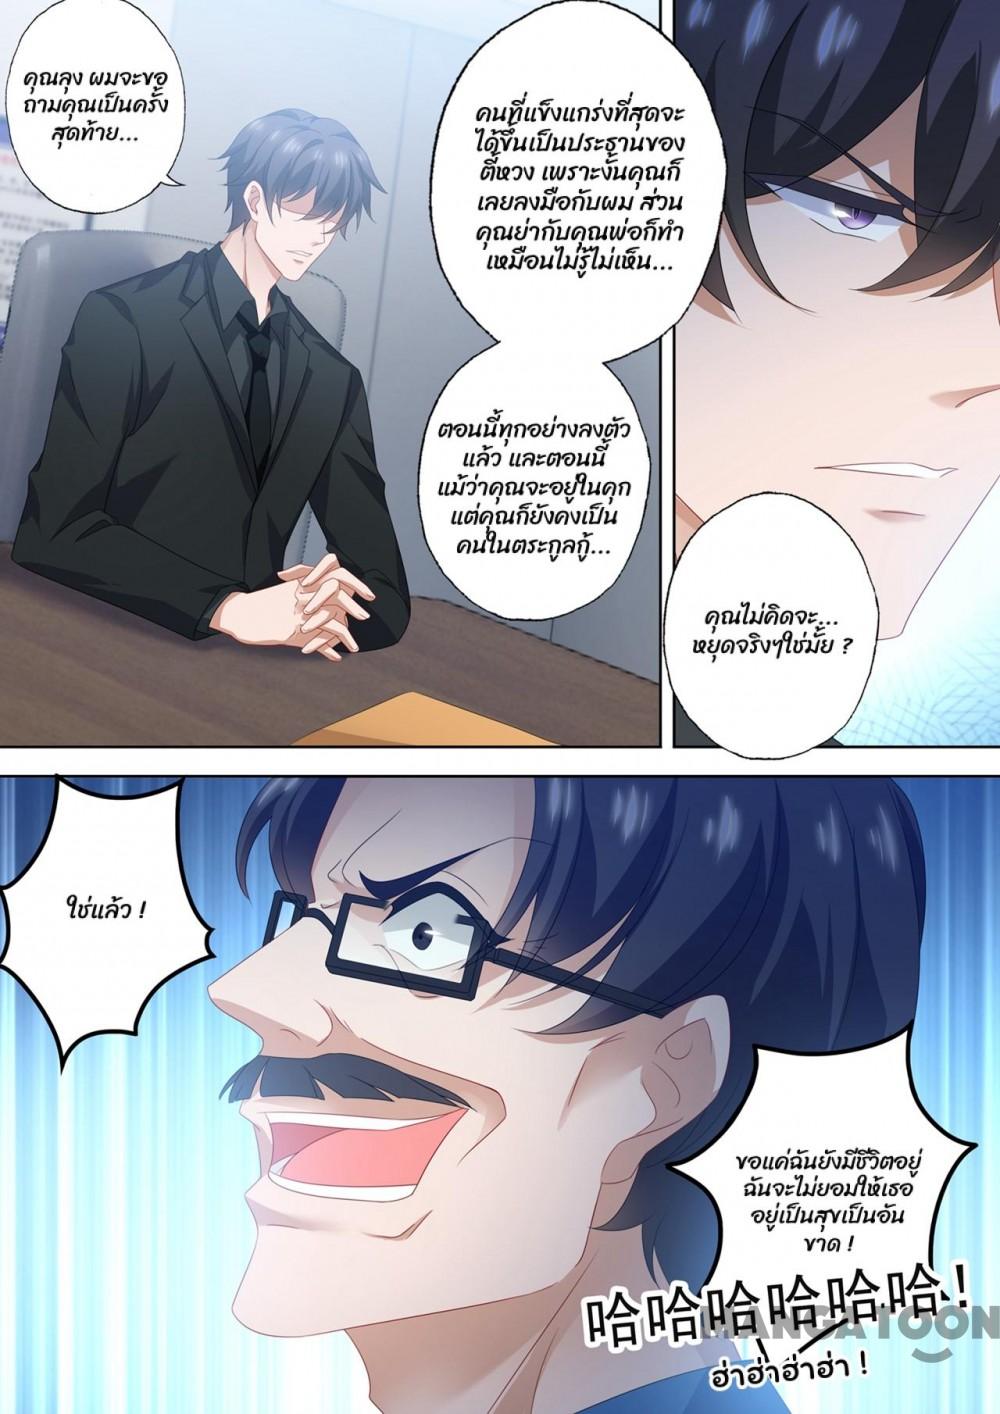 คุณลุง ผมจะขอ
ถามคุณเป็นครั้ง
สุดท้าย...
คนที่แข็งแกร่งที่สุดจะ
ได้ขึ้นเป็นประธานของ
ตี้หวง เพราะงั้นคุณก็
เลยลงมือกับผม ส่วน
คุณย่ากับคุณพ่อก็ทำ
เหมือนไม่รู้ไม่เห็น...
ตอนนี้ทุกอย่างลงตัว
แล้ว และตอนนี้
แม้ว่าคุณจะอยู่ในคุก
แต่คุณก็ยังคงเป็น
คนในตระกูลกู้...
คุณไม่คิดจะ...
หยุดจริงๆใช่มั้ย ?
ใช่แล้ว !
ขอแค่ฉันยังมีชีวิตอยู่
ฉันจะไม่ยอมให้เธอ
อยู่เป็นสุขเป็นอัน
ขาด !
哈哈哈哈哈哈!
MANGATOON
ฮ่าฮ่าฮ่าฮ่า !